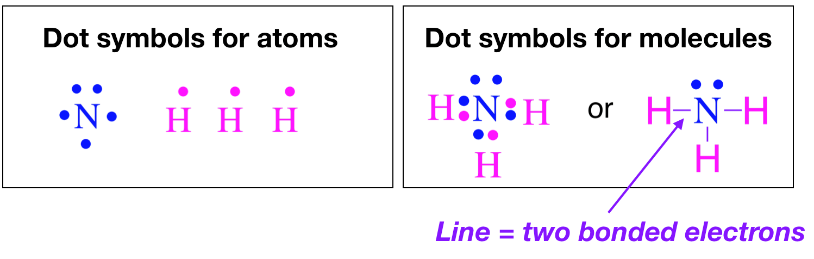 Dot symbols for atoms
N H H H
Dot symbols for molecules
H N H or H–N–H
H H
Line = two bonded electrons